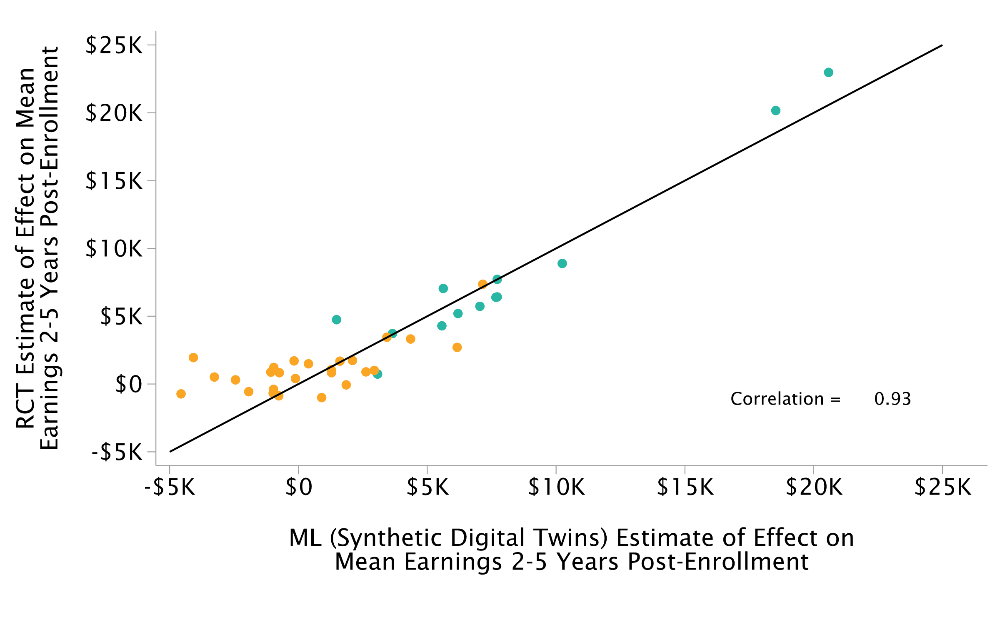 RCT Estimate of Effect on Mean
Earnings 2-5 Years Post-Enrollment
$25K
$20K
$15K
$10K
$5K
$0
-$5K
Correlation = 0.93
-$5K
$0
$5K
$10K
$15K
$20K
$25K
ML (Synthetic Digital Twins) Estimate of Effect on
Mean Earnings 2-5 Years Post-Enrollment